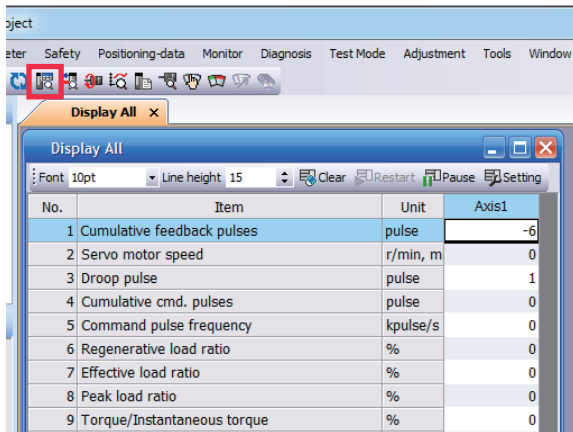 oject
eter Safety Positioning-data Monitor Diagnosis Test Mode Adjustment Tools Window
Display All ×
Display All
Font 10pt Line height 15 Clear Restart Pause Setting
No. Item Unit Axis1
1 Cumulative feedback pulses pulse -6
2 Servo motor speed r/min, m 0
3 Droop pulse pulse 1
4 Cumulative cmd. pulses pulse 0
5 Command pulse frequency kpulse/s 0
6 Regenerative load ratio % 0
7 Effective load ratio % 0
8 Peak load ratio % 0
9 Torque/Instantaneous torque % 0